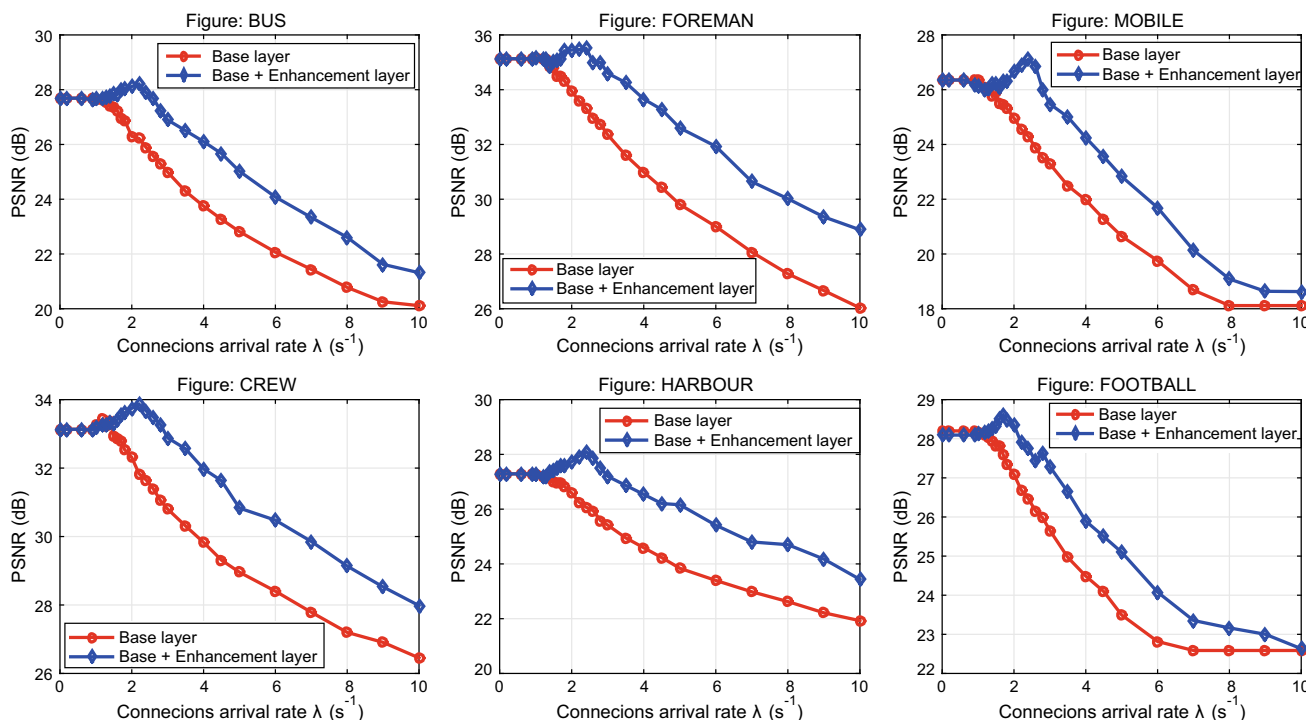 Figure: BUS
30
28
26
24
22
20
PSNR (dB)
Base layer
Base + Enhancement layer
0 2 4 6 8 10
Connecions arrival rate λ (s⁻¹)
Figure: FOREMAN
36
34
32
30
28
26
PSNR (dB)
Base layer
Base + Enhancement layer
0 2 4 6 8 10
Connecions arrival rate λ (s⁻¹)
Figure: MOBILE
28
26
24
22
20
18
PSNR (dB)
Base layer
Base + Enhancement layer
0 2 4 6 8 10
Connecions arrival rate λ (s⁻¹)
Figure: CREW
34
32
30
28
26
PSNR (dB)
Base layer
Base + Enhancement layer
0 2 4 6 8 10
Connecions arrival rate λ (s⁻¹)
Figure: HARBOUR
30
28
26
24
22
20
PSNR (dB)
Base layer
Base + Enhancement layer
0 2 4 6 8 10
Connecions arrival rate λ (s⁻¹)
Figure: FOOTBALL
29
28
27
26
25
24
23
22
PSNR (dB)
Base layer
Base + Enhancement layer
0 2 4 6 8 10
Connecions arrival rate λ (s⁻¹)